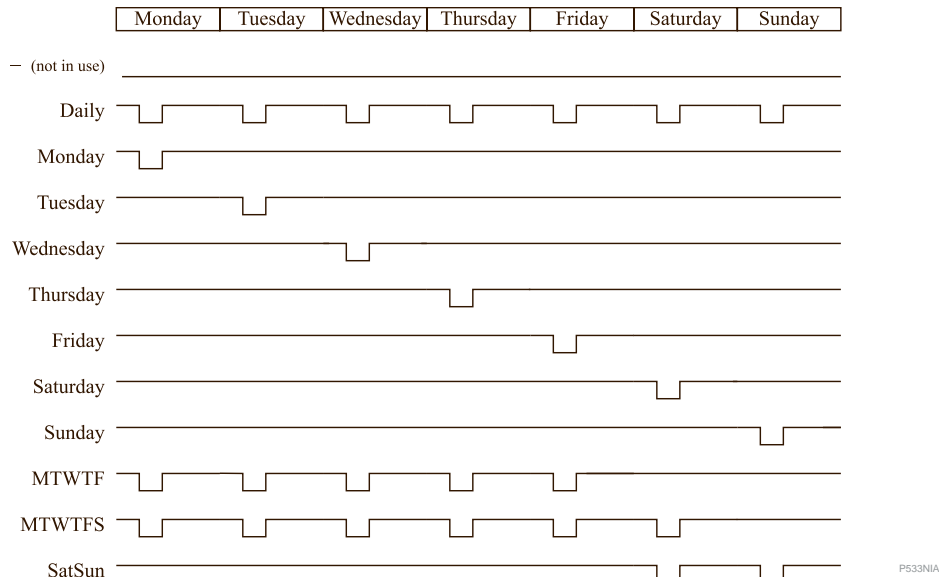 Monday Tuesday Wednesday Thursday Friday Saturday Sunday
— (not in use)
Daily
Monday
Tuesday
Wednesday
Thursday
Friday
Saturday
Sunday
MTWTF
MTWTFS
SatSun
P533NIA